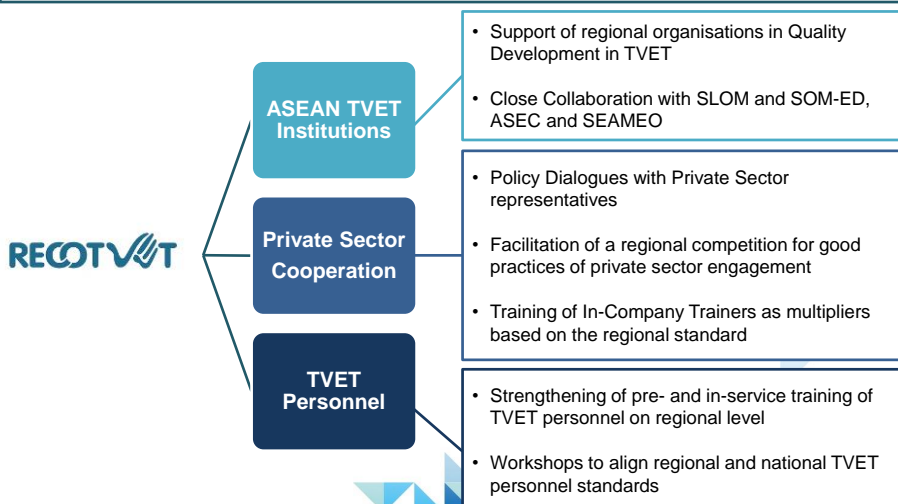 RECOTVET
ASEAN TVET
Institutions
• Support of regional organisations in Quality
Development in TVET
• Close Collaboration with SLOM and SOM-ED,
ASEC and SEAMEO
Private Sector
Cooperation
• Policy Dialogues with Private Sector
representatives
• Facilitation of a regional competition for good
practices of private sector engagement
• Training of In-Company Trainers as multipliers
based on the regional standard
TVET
Personnel
• Strengthening of pre- and in-service training of
TVET personnel on regional level
• Workshops to align regional and national TVET
personnel standards